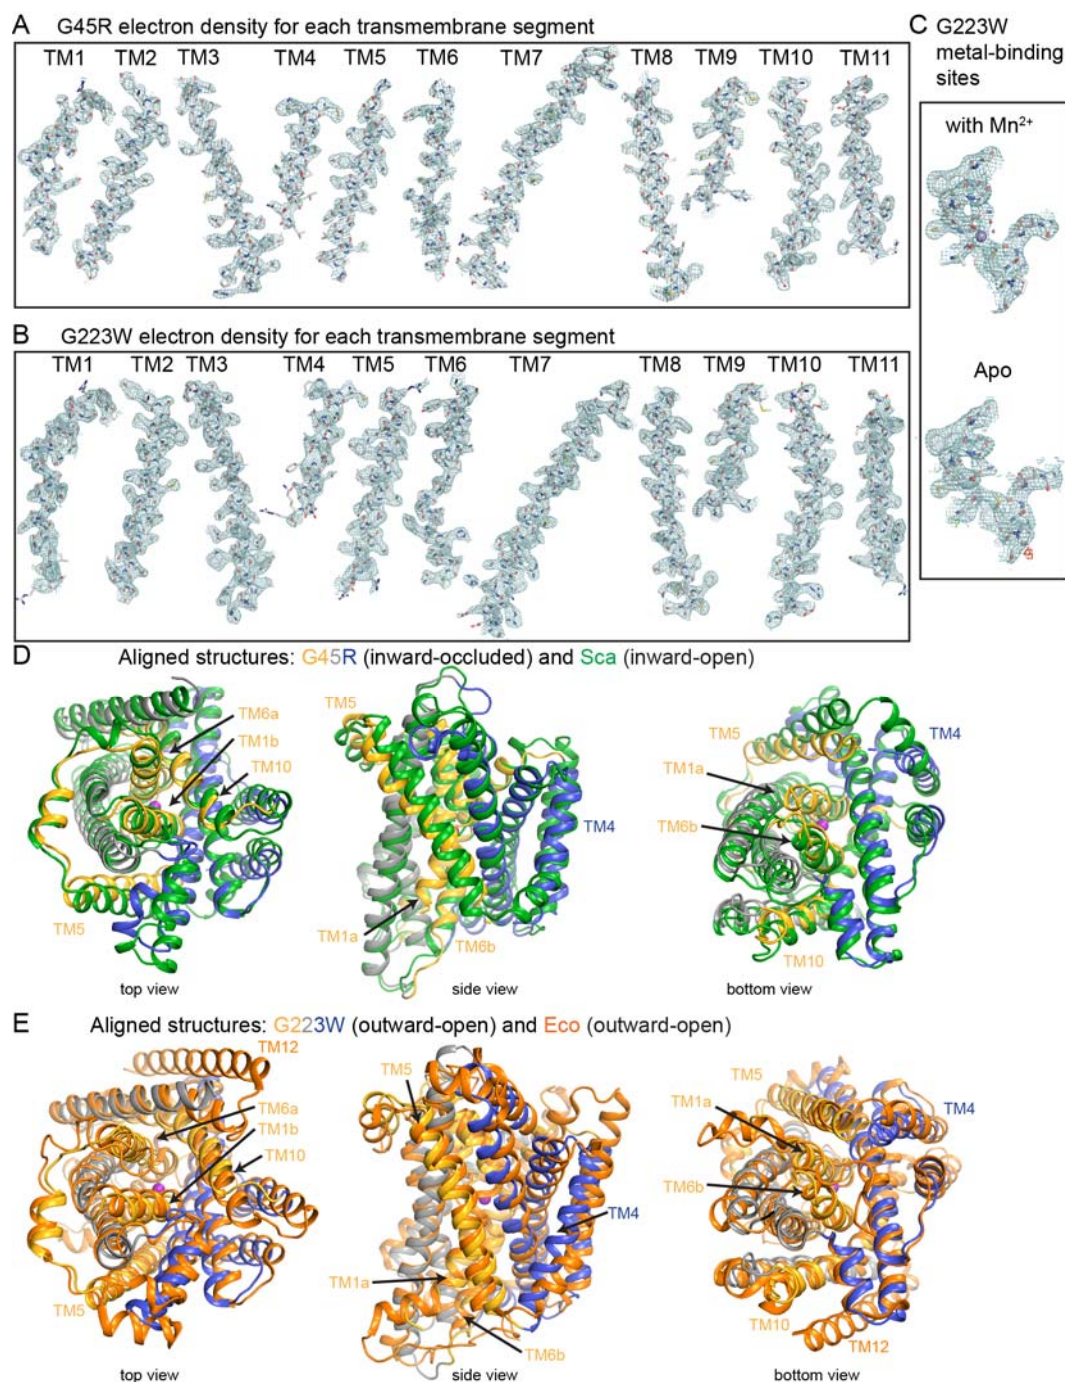 A G45R electron density for each transmembrane segment
TM1 TM2 TM3 TM4 TM5 TM6 TM7 TM8 TM9 TM10 TM11
C G223W
metal-binding
sites
with Mn²⁺
Apo
B G223W electron density for each transmembrane segment
TM1 TM2 TM3 TM4 TM5 TM6 TM7 TM8 TM9 TM10 TM11
D Aligned structures: G45R (inward-occluded) and Sca (inward-open)
TM6a
TM1b
TM10
TM5
top view
TM5
TM4
TM1a
TM6b
side view
TM5
TM4
TM1a
TM6b
TM10
bottom view
E Aligned structures: G223W (outward-open) and Eco (outward-open)
TM12
TM6a
TM1b
TM10
TM5
top view
TM5
TM4
TM1a
TM6b
side view
TM5
TM4
TM1a
TM6b
TM10
TM12
bottom view